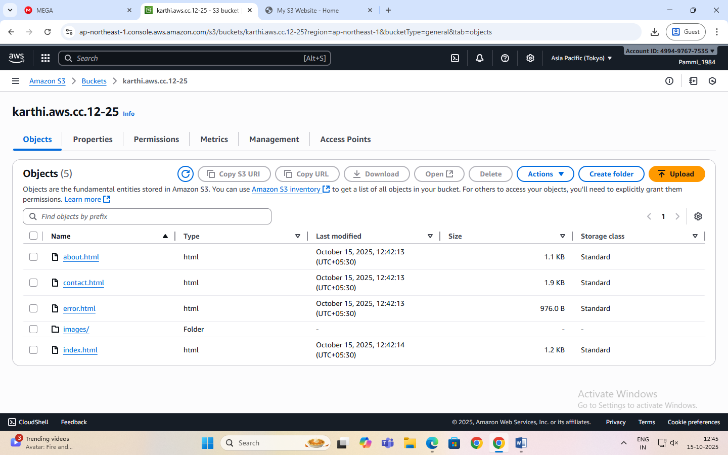 MEGA
karthi.aws.cc.12-25 - S3 bucket
My S3 Website - Home
ap-northeast-1.console.aws.amazon.com/s3/buckets/karthi.aws.cc.12-25?region=ap-northeast-1&bucketType=general&tab=objects
Guest
aws
Search
[Alt+S]
Asia Pacific (Tokyo)
Account ID: 4994-9767-7535
Pammi_1984
Amazon S3
Buckets
karthi.aws.cc.12-25
karthi.aws.cc.12-25 Info
Objects
Properties
Permissions
Metrics
Management
Access Points
Objects (5)
Copy S3 URI
Copy URL
Download
Open
Delete
Actions
Create folder
Upload
Objects are the fundamental entities stored in Amazon S3. You can use Amazon S3 Inventory to get a list of all objects in your bucket. For others to access your objects, you'll need to explicitly grant them
permissions. Learn more
Find objects by prefix
1
Name Type Last modified Size Storage class
about.html html October 15, 2025, 12:42:13 (UTC+05:30) 1.1 KB Standard
contact.html html October 15, 2025, 12:42:13 (UTC+05:30) 1.9 KB Standard
error.html html October 15, 2025, 12:42:13 (UTC+05:30) 976.0 B Standard
images/ Folder - - -
index.html html October 15, 2025, 12:42:14 (UTC+05:30) 1.2 KB Standard
Activate Windows
Go to Settings to activate Windows.
CloudShell
Feedback
© 2025, Amazon Web Services, Inc. or its affiliates.
Privacy
Terms
Cookie preferences
3
Trending videos
Avatar: Fire and...
Search
ENG
IN
12:45
15-10-2025